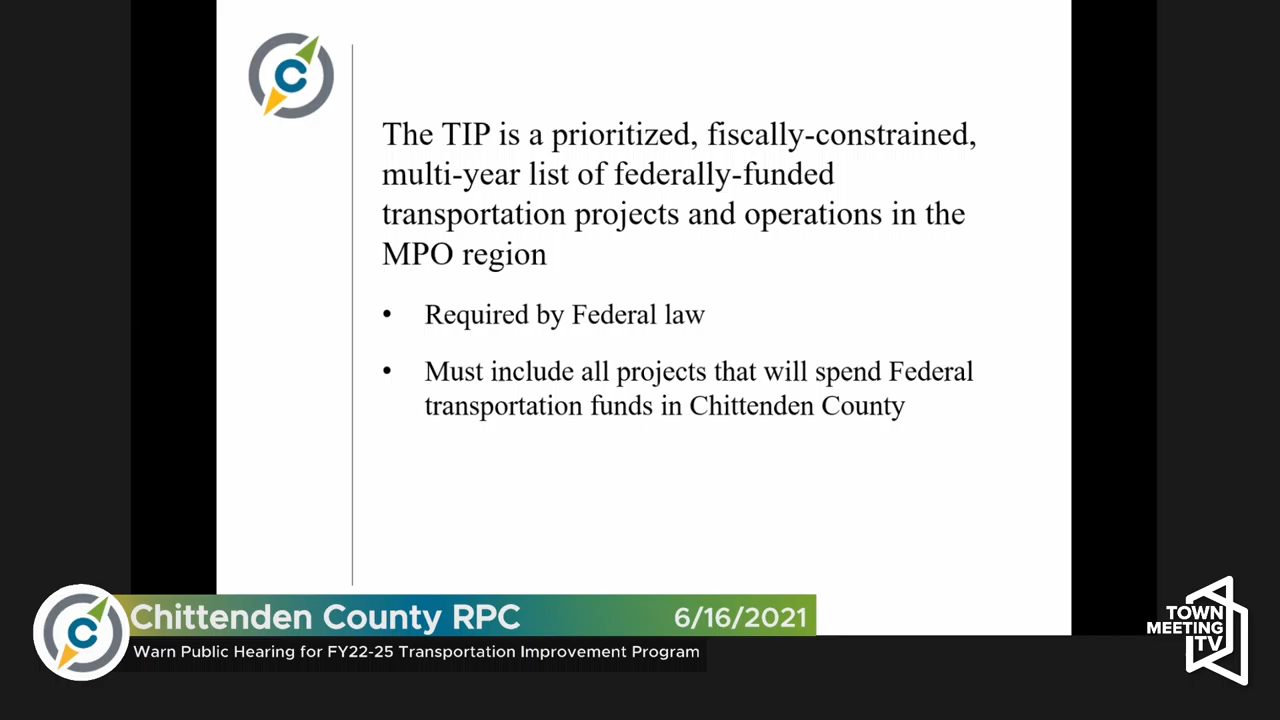 C
The TIP is a prioritized, fiscally-constrained,
multi-year list of federally-funded
transportation projects and operations in the
MPO region
• Required by Federal law
• Must include all projects that will spend Federal
transportation funds in Chittenden County
C
Chittenden County RPC 6/16/2021
Warn Public Hearing for FY22-25 Transportation Improvement Program
TOWN
MEETING
TV